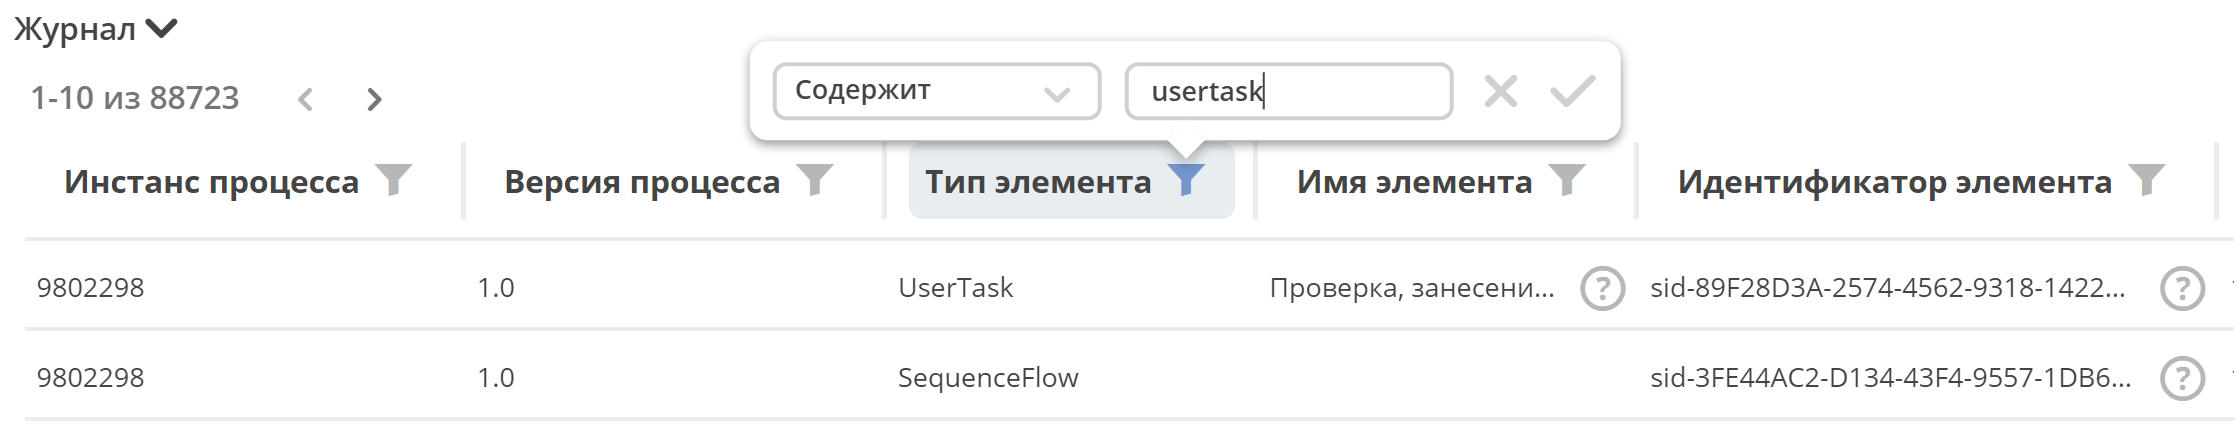 Журнал
Содержит usertask
1-10 из 88723
Инстанс процесса Версия процесса Тип элемента Имя элемента Идентификатор элемента
9802298 1.0 UserTask Проверка, занесени... ? sid-89F28D3A-2574-4562-9318-1422... ?
9802298 1.0 SequenceFlow sid-3FE44AC2-D134-43F4-9557-1DB6... ?